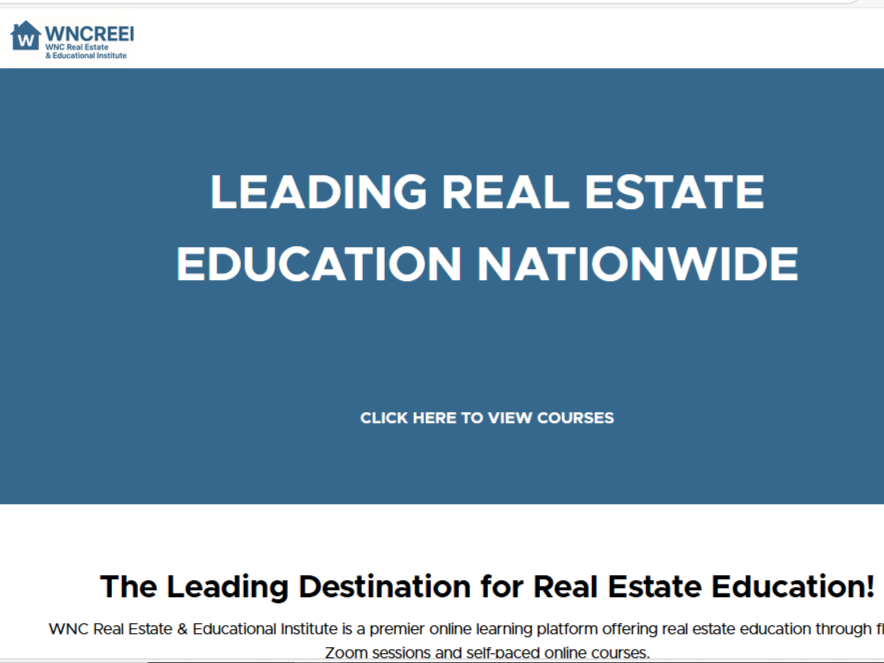 W
WNCREEI
WNC Real Estate
& Educational Institute
LEADING REAL ESTATE
EDUCATION NATIONWIDE
CLICK HERE TO VIEW COURSES
The Leading Destination for Real Estate Education!
WNC Real Estate & Educational Institute is a premier online learning platform offering real estate education through
Zoom sessions and self-paced online courses.